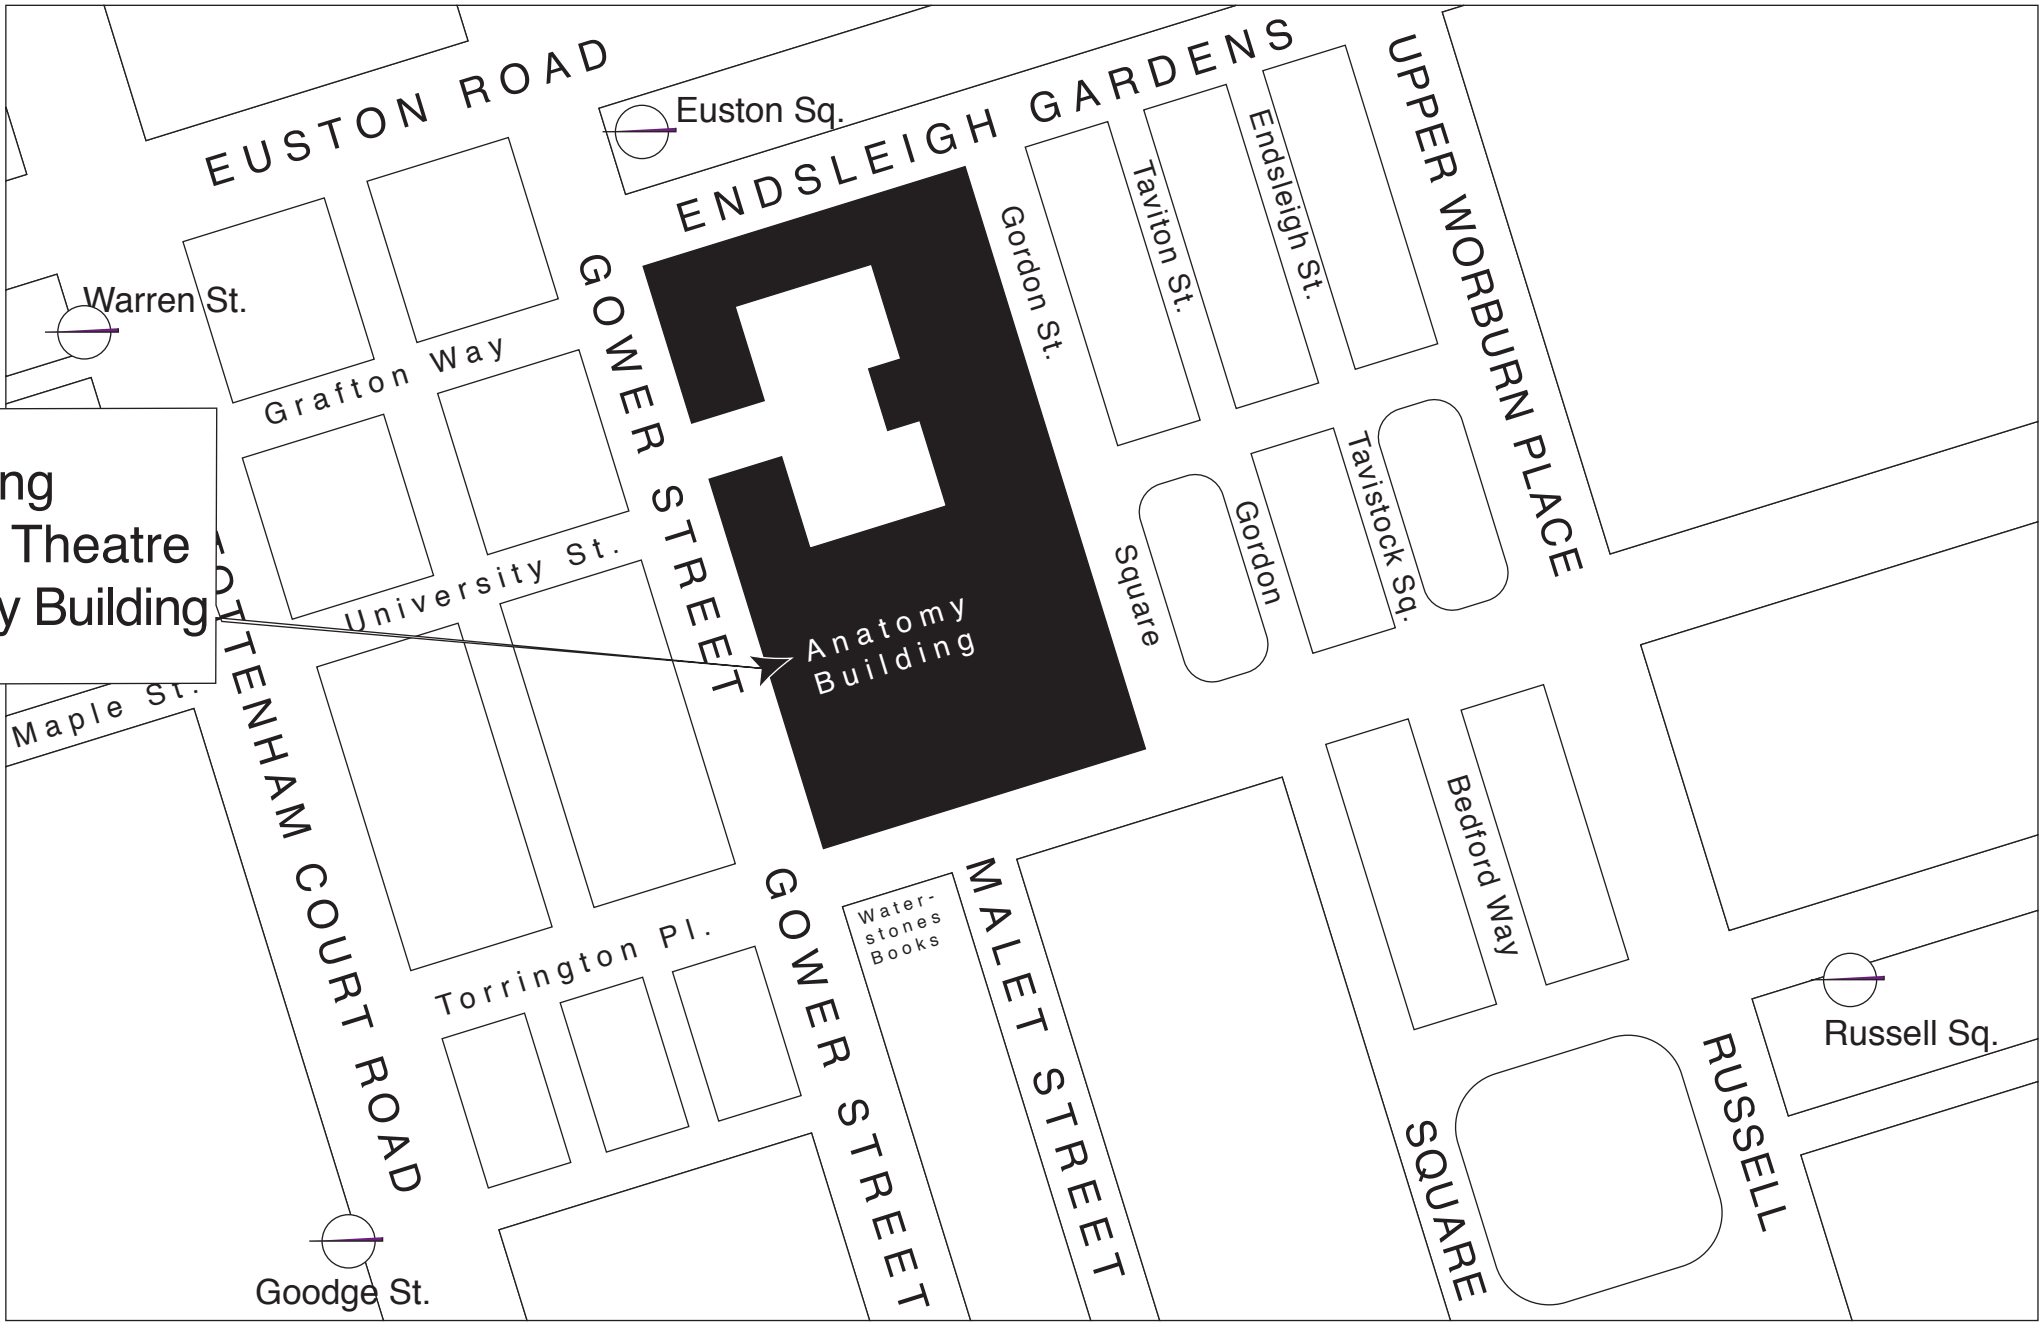 EUSTON ROAD
Euston Sq.
ENDSLEIGH GARDENS
UPPER WORBURN PLACE
Endsleigh St.
Taviton St.
Gordon St.
Warren St.
Grafton Way
GOWER STREET
ng
Theatre
y Building
University St.
Tavistock Sq.
Gordon
Square
Anatomy
Building
Maple St.
TOTTENHAM COURT ROAD
Torrington Pl.
GOWER STREET
Water-
stones
Books
MALET STREET
Bedford Way
Russell Sq.
RUSSELL
SQUARE
Goodge St.